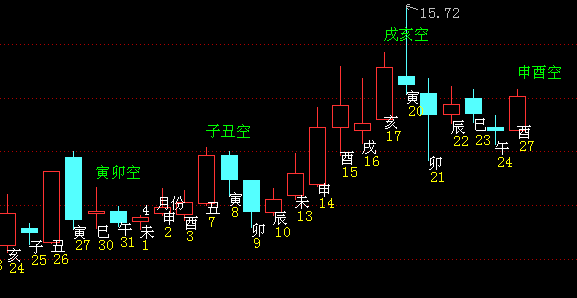 15.72
戌亥空
申酉空
子丑空
寅卯空
亥 24
子 25
丑 26
寅 27
巳 30
午 31
4 月份
未 1
申 2
酉 3
丑 7
寅 8
卯 9
辰 10
未 13
申 14
酉 15
戌 16
亥 17
寅 20
卯 21
辰 22
巳 23
午 24
酉 27